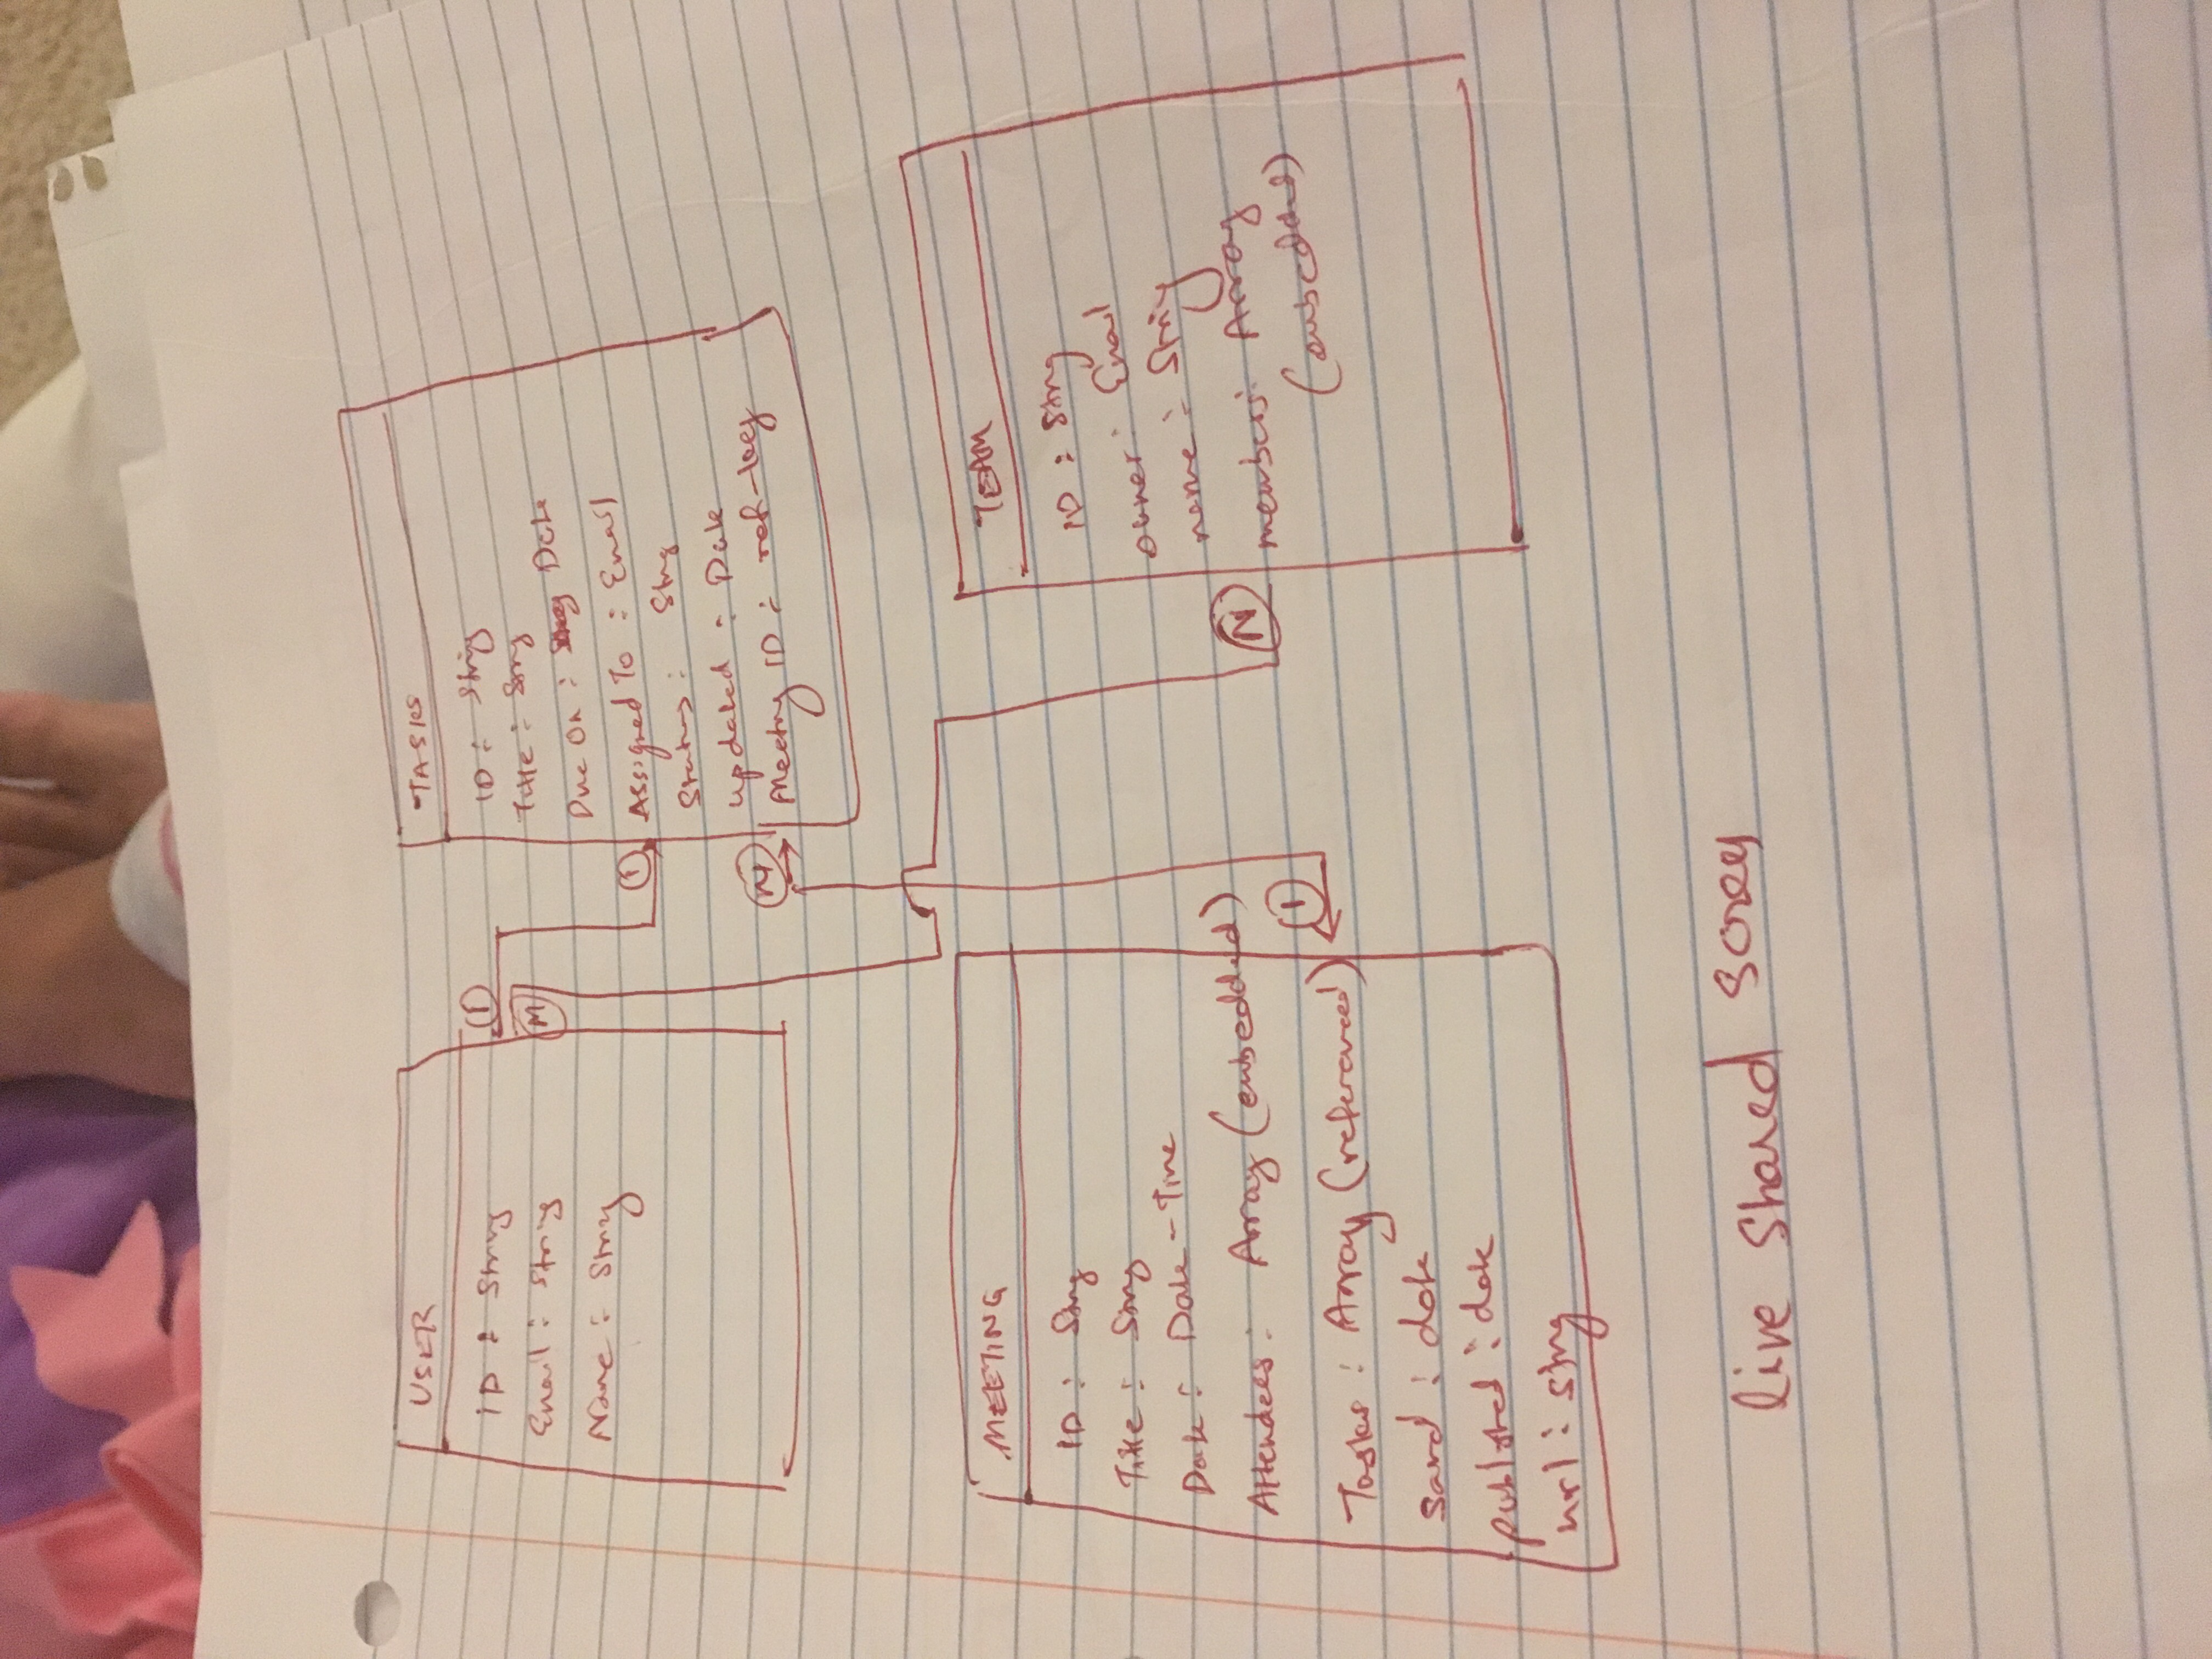 USER
ID : String
Email : String
Name : String
1
M
TASKS
ID : String
Title : String
Due On : Date
1
Assigned To : Email
Status : String
updated : Date
Meeting ID : ref-key
MEETING
ID : String
Title : String
Date : Date-Time
Attendees : Array (embedded)
1
Tasks : Array (referenced)
saved : date
published : date
url : string
TEAM
ID : String
owner : Email
name : String
N
members : Array
(embedded)
live shared